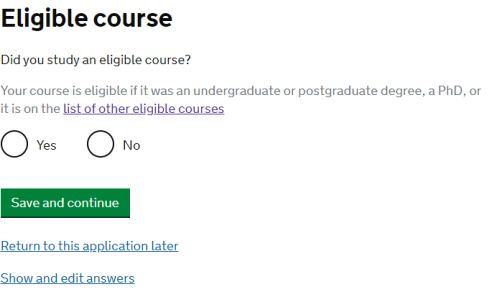 Eligible course
Did you study an eligible course?
Your course is eligible if it was an undergraduate or postgraduate degree, a PhD, or
it is on the list of other eligible courses
Yes No
Save and continue
Return to this application later
Show and edit answers